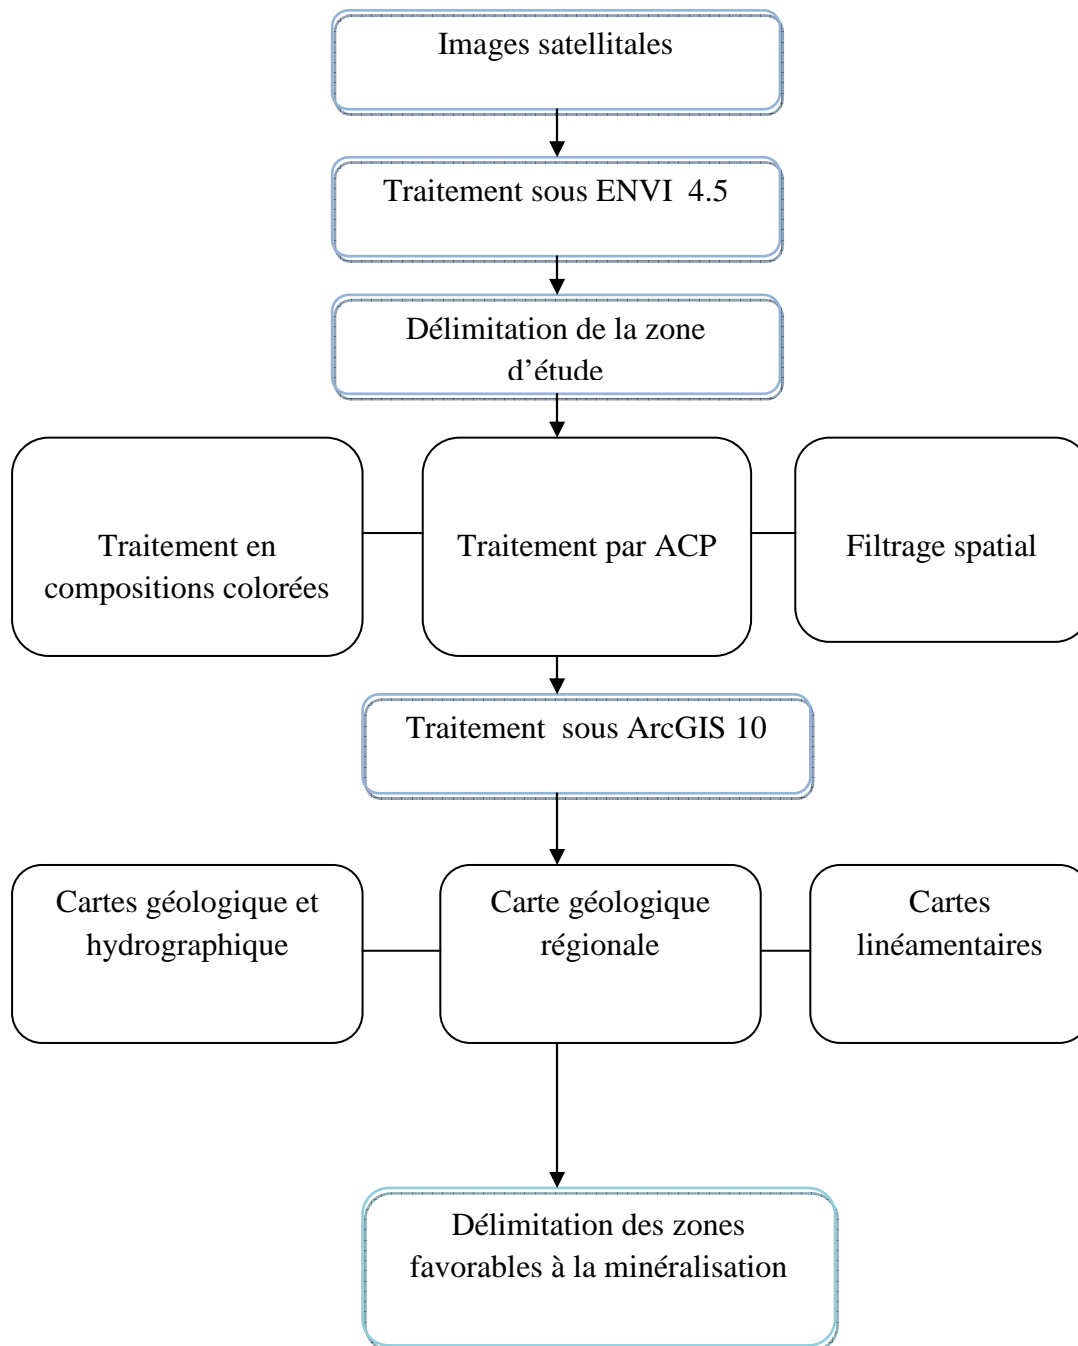 Images satellitales
Traitement sous ENVI  4.5
Délimitation de la zone
d’étude
Traitement en
compositions colorées
Traitement par ACP
Filtrage spatial
Traitement  sous ArcGIS 10
Cartes géologique et
hydrographique
Carte géologique
régionale
Cartes
linéamentaires
Délimitation des zones
favorables à la minéralisation